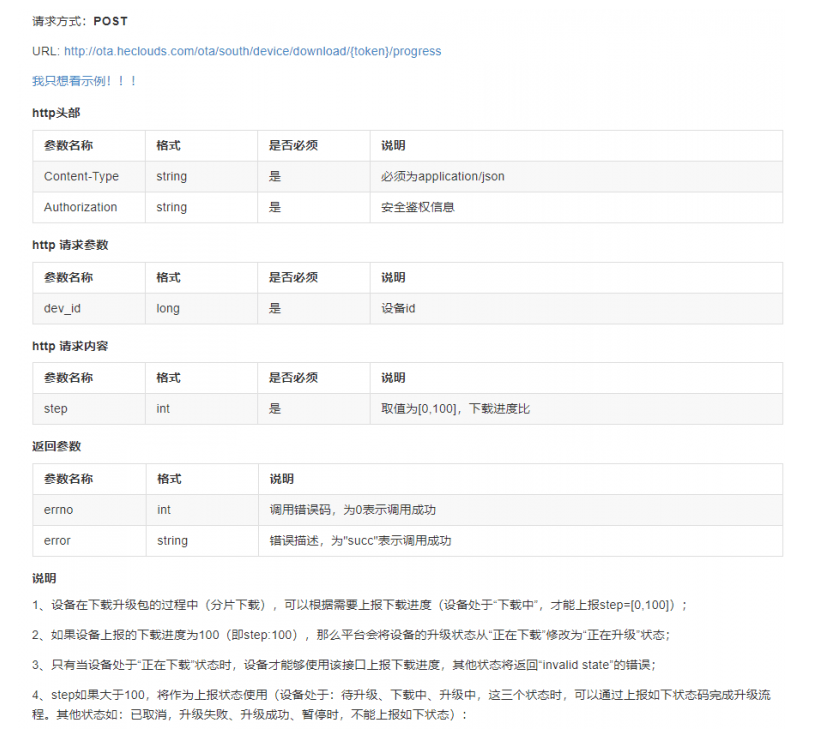 请求方式：POST
URL: http://ota.heclouds.com/ota/south/device/download/{token}/progress
我只想看示例！！！
http头部
参数名称 格式 是否必须 说明
Content-Type string 是 必须为application/json
Authorization string 是 安全鉴权信息
http 请求参数
参数名称 格式 是否必须 说明
dev_id long 是 设备id
http 请求内容
参数名称 格式 是否必须 说明
step int 是 取值为[0,100]，下载进度比
返回参数
参数名称 格式 说明
errno int 调用错误码，为0表示调用成功
error string 错误描述，为"succ"表示调用成功
说明
1、设备在下载升级包的过程中（分片下载），可以根据需要上报下载进度（设备处于“下载中”，才能上报step=[0,100]）；
2、如果设备上报的下载进度为100（即step:100），那么平台会将设备的升级状态从“正在下载”修改为“正在升级”状态；
3、只有当设备处于“正在下载”状态时，设备才能够使用该接口上报下载进度，其他状态将返回“invalid state”的错误；
4、step如果大于100，将作为上报状态使用（设备处于：待升级、下载中、升级中，这三个状态时，可以通过上报如下状态码完成升级流
程。其他状态如：已取消，升级失败、升级成功、暂停时，不能上报如下状态）：